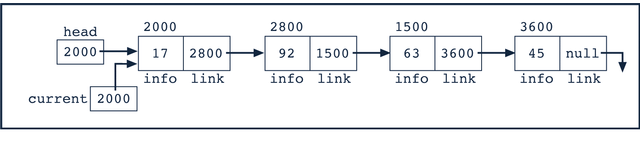 head 2000 2800 1500 3600
2000 17 2800 92 1500 63 3600 45 null
info link info link info link info link
current 2000